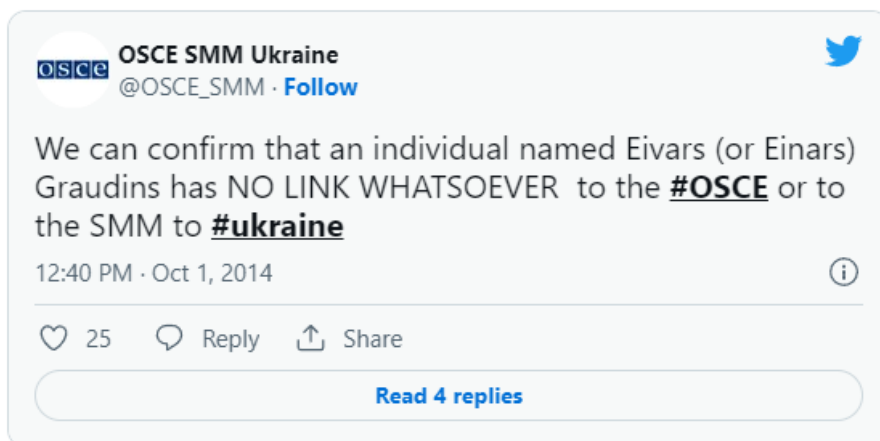 osce
OSCE SMM Ukraine
@OSCE_SMM · Follow
We can confirm that an individual named Eivars (or Einars)
Graudins has NO LINK WHATSOEVER  to the #OSCE or to
the SMM to #ukraine
12:40 PM · Oct 1, 2014
25 Reply Share
Read 4 replies